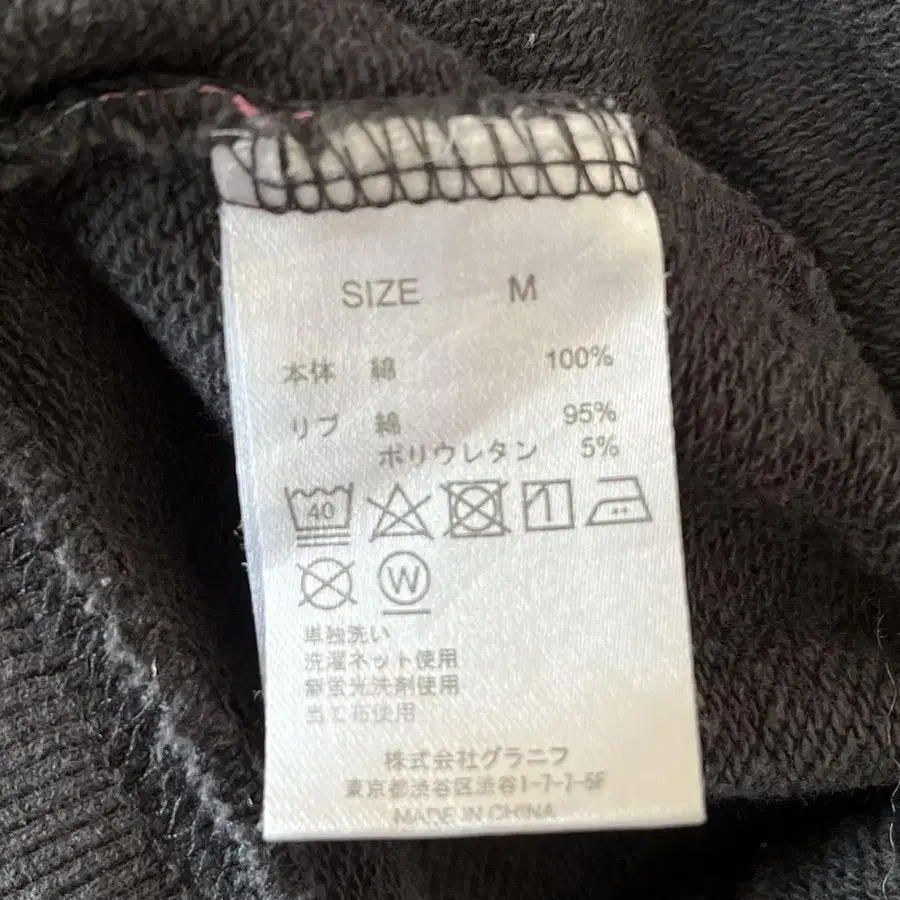 SIZE M
本体 綿 100%
リブ 綿 95%
ポリウレタン 5%
40
W
単独洗い
洗濯ネット使用
無蛍光洗剤使用
当て布使用
株式会社グラニフ
東京都渋谷区渋谷1-7-7-6F
MADE IN CHINA